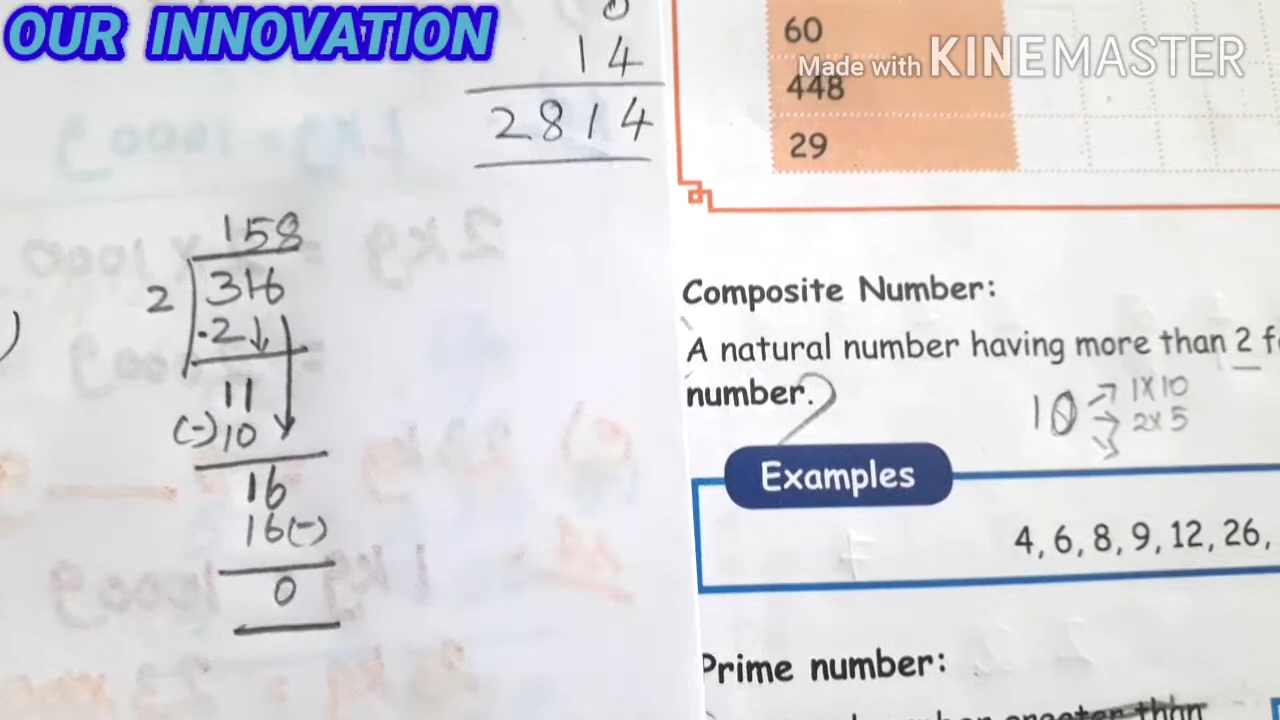 OUR INNOVATION
Made with KINEMASTER
14
2814
158
2 316
2
11
(-)10
16
16(-)
0
60
448
29
Composite Number:
A natural number having more than 2
number.
10 1x10
2x5
Examples
4, 6, 8, 9, 12, 26,
Prime number:
than